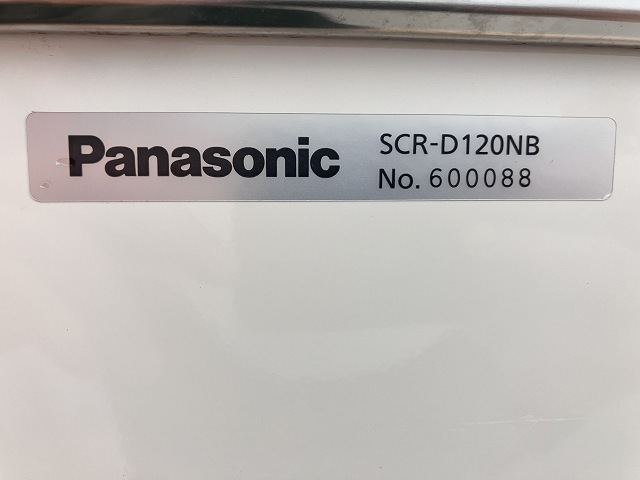 Panasonic
SCR-D120NB
No. 600088